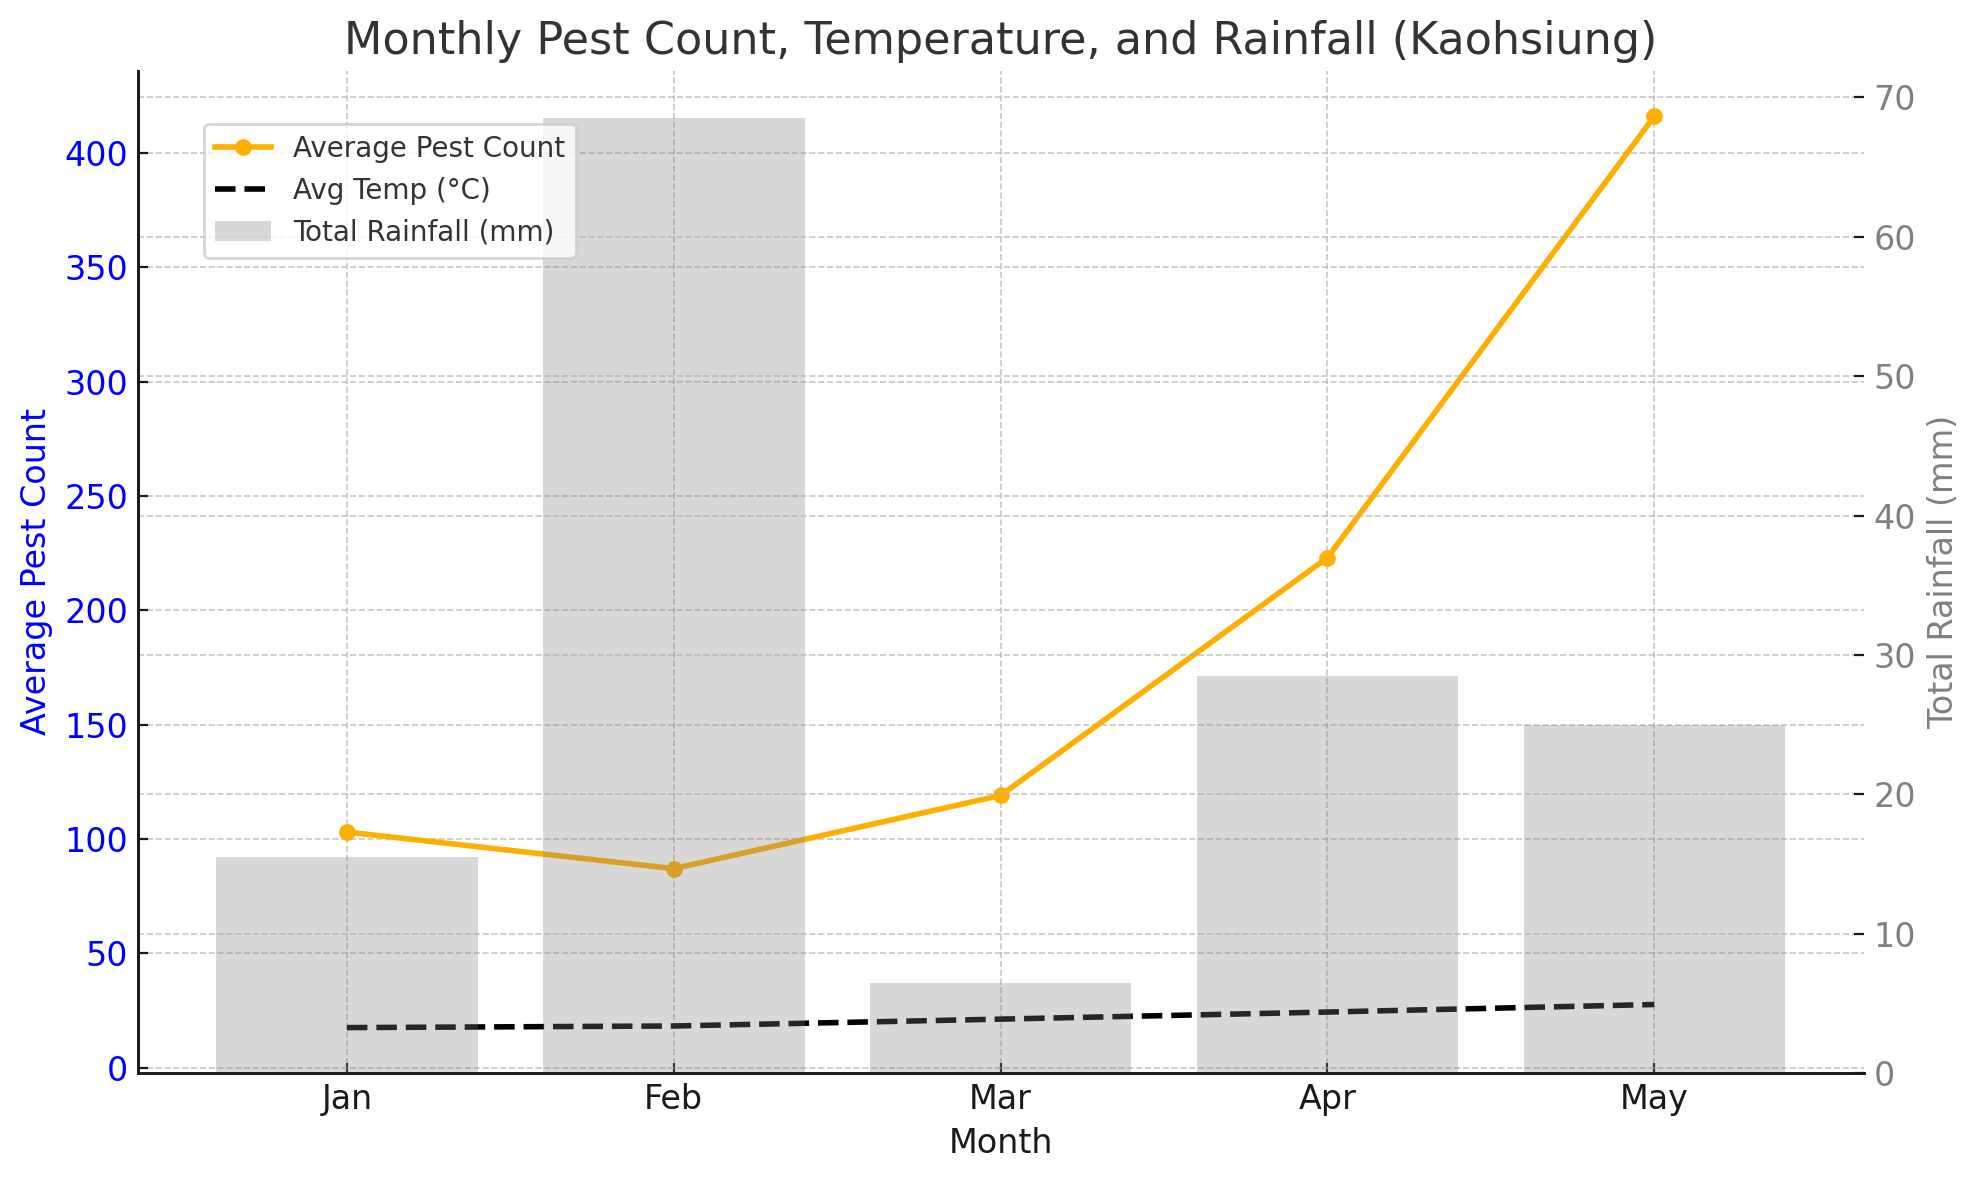 Monthly Pest Count, Temperature, and Rainfall (Kaohsiung)
Average Pest Count
Avg Temp (°C)
Total Rainfall (mm)
Average Pest Count
400
350
300
250
200
150
100
50
0
70
60
50
40
30
20
10
0
Total Rainfall (mm)
Jan Feb Mar Apr May
Month